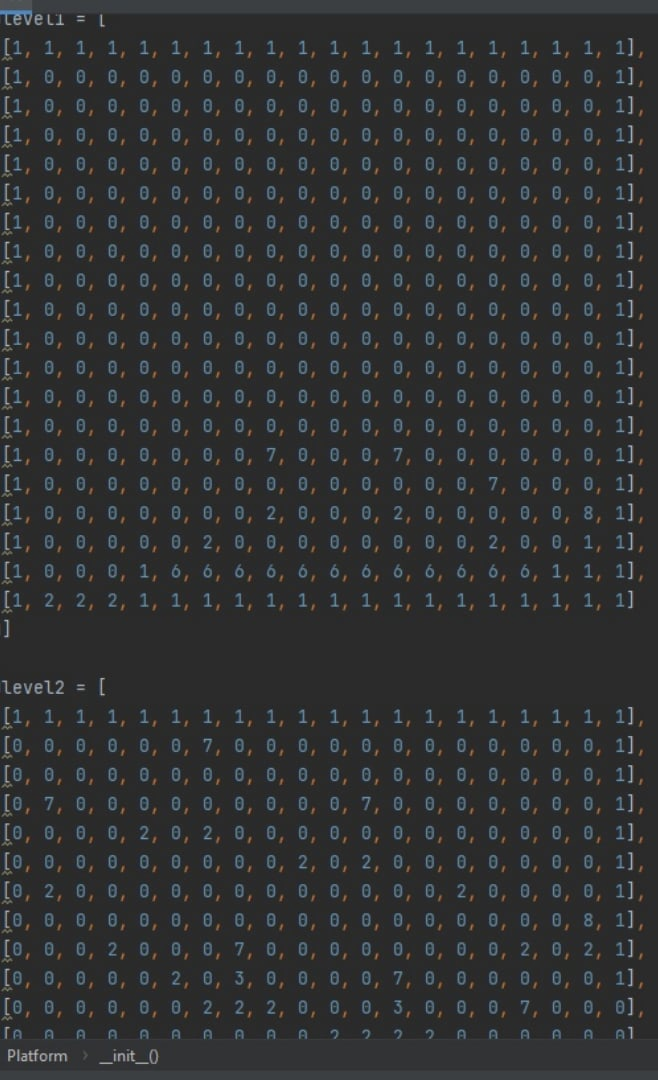 level1 = [
[1, 1, 1, 1, 1, 1, 1, 1, 1, 1, 1, 1, 1, 1, 1, 1, 1, 1, 1, 1],
[1, 0, 0, 0, 0, 0, 0, 0, 0, 0, 0, 0, 0, 0, 0, 0, 0, 0, 0, 1],
[1, 0, 0, 0, 0, 0, 0, 0, 0, 0, 0, 0, 0, 0, 0, 0, 0, 0, 0, 1],
[1, 0, 0, 0, 0, 0, 0, 0, 0, 0, 0, 0, 0, 0, 0, 0, 0, 0, 0, 1],
[1, 0, 0, 0, 0, 0, 0, 0, 0, 0, 0, 0, 0, 0, 0, 0, 0, 0, 0, 1],
[1, 0, 0, 0, 0, 0, 0, 0, 0, 0, 0, 0, 0, 0, 0, 0, 0, 0, 0, 1],
[1, 0, 0, 0, 0, 0, 0, 0, 0, 0, 0, 0, 0, 0, 0, 0, 0, 0, 0, 1],
[1, 0, 0, 0, 0, 0, 0, 0, 0, 0, 0, 0, 0, 0, 0, 0, 0, 0, 0, 1],
[1, 0, 0, 0, 0, 0, 0, 0, 0, 0, 0, 0, 0, 0, 0, 0, 0, 0, 0, 1],
[1, 0, 0, 0, 0, 0, 0, 0, 0, 0, 0, 0, 0, 0, 0, 0, 0, 0, 0, 1],
[1, 0, 0, 0, 0, 0, 0, 0, 0, 0, 0, 0, 0, 0, 0, 0, 0, 0, 0, 1],
[1, 0, 0, 0, 0, 0, 0, 0, 0, 0, 0, 0, 0, 0, 0, 0, 0, 0, 0, 1],
[1, 0, 0, 0, 0, 0, 0, 0, 0, 0, 0, 0, 0, 0, 0, 0, 0, 0, 0, 1],
[1, 0, 0, 0, 0, 0, 0, 0, 0, 0, 0, 0, 0, 0, 0, 0, 0, 0, 0, 1],
[1, 0, 0, 0, 0, 0, 0, 0, 7, 0, 0, 0, 7, 0, 0, 0, 0, 0, 0, 1],
[1, 0, 0, 0, 0, 0, 0, 0, 0, 0, 0, 0, 0, 0, 0, 7, 0, 0, 0, 1],
[1, 0, 0, 0, 0, 0, 0, 0, 2, 0, 0, 0, 2, 0, 0, 0, 0, 0, 8, 1],
[1, 0, 0, 0, 0, 0, 2, 0, 0, 0, 0, 0, 0, 0, 0, 2, 0, 0, 1, 1],
[1, 0, 0, 0, 1, 6, 6, 6, 6, 6, 6, 6, 6, 6, 6, 6, 6, 1, 1, 1],
[1, 2, 2, 2, 1, 1, 1, 1, 1, 1, 1, 1, 1, 1, 1, 1, 1, 1, 1, 1]
]
level2 = [
[1, 1, 1, 1, 1, 1, 1, 1, 1, 1, 1, 1, 1, 1, 1, 1, 1, 1, 1, 1],
[0, 0, 0, 0, 0, 0, 7, 0, 0, 0, 0, 0, 0, 0, 0, 0, 0, 0, 0, 1],
[0, 0, 0, 0, 0, 0, 0, 0, 0, 0, 0, 0, 0, 0, 0, 0, 0, 0, 0, 1],
[0, 7, 0, 0, 0, 0, 0, 0, 0, 0, 0, 7, 0, 0, 0, 0, 0, 0, 0, 1],
[0, 0, 0, 0, 2, 0, 2, 0, 0, 0, 0, 0, 0, 0, 0, 0, 0, 0, 0, 1],
[0, 0, 0, 0, 0, 0, 0, 0, 0, 2, 0, 2, 0, 0, 0, 0, 0, 0, 0, 1],
[0, 2, 0, 0, 0, 0, 0, 0, 0, 0, 0, 0, 0, 0, 2, 0, 0, 0, 0, 1],
[0, 0, 0, 0, 0, 0, 0, 0, 0, 0, 0, 0, 0, 0, 0, 0, 0, 0, 8, 1],
[0, 0, 0, 2, 0, 0, 0, 7, 0, 0, 0, 0, 0, 0, 0, 0, 2, 0, 2, 1],
[0, 0, 0, 0, 0, 2, 0, 3, 0, 0, 0, 0, 7, 0, 0, 0, 0, 0, 0, 1],
[0, 0, 0, 0, 0, 0, 2, 2, 2, 0, 0, 0, 3, 0, 0, 0, 7, 0, 0, 0],
[0, 0, 0, 0, 0, 0, 0, 0, 0, 0, 2, 2, 2, 2, 0, 0, 0, 0, 0, 0],
Platform › __init__()